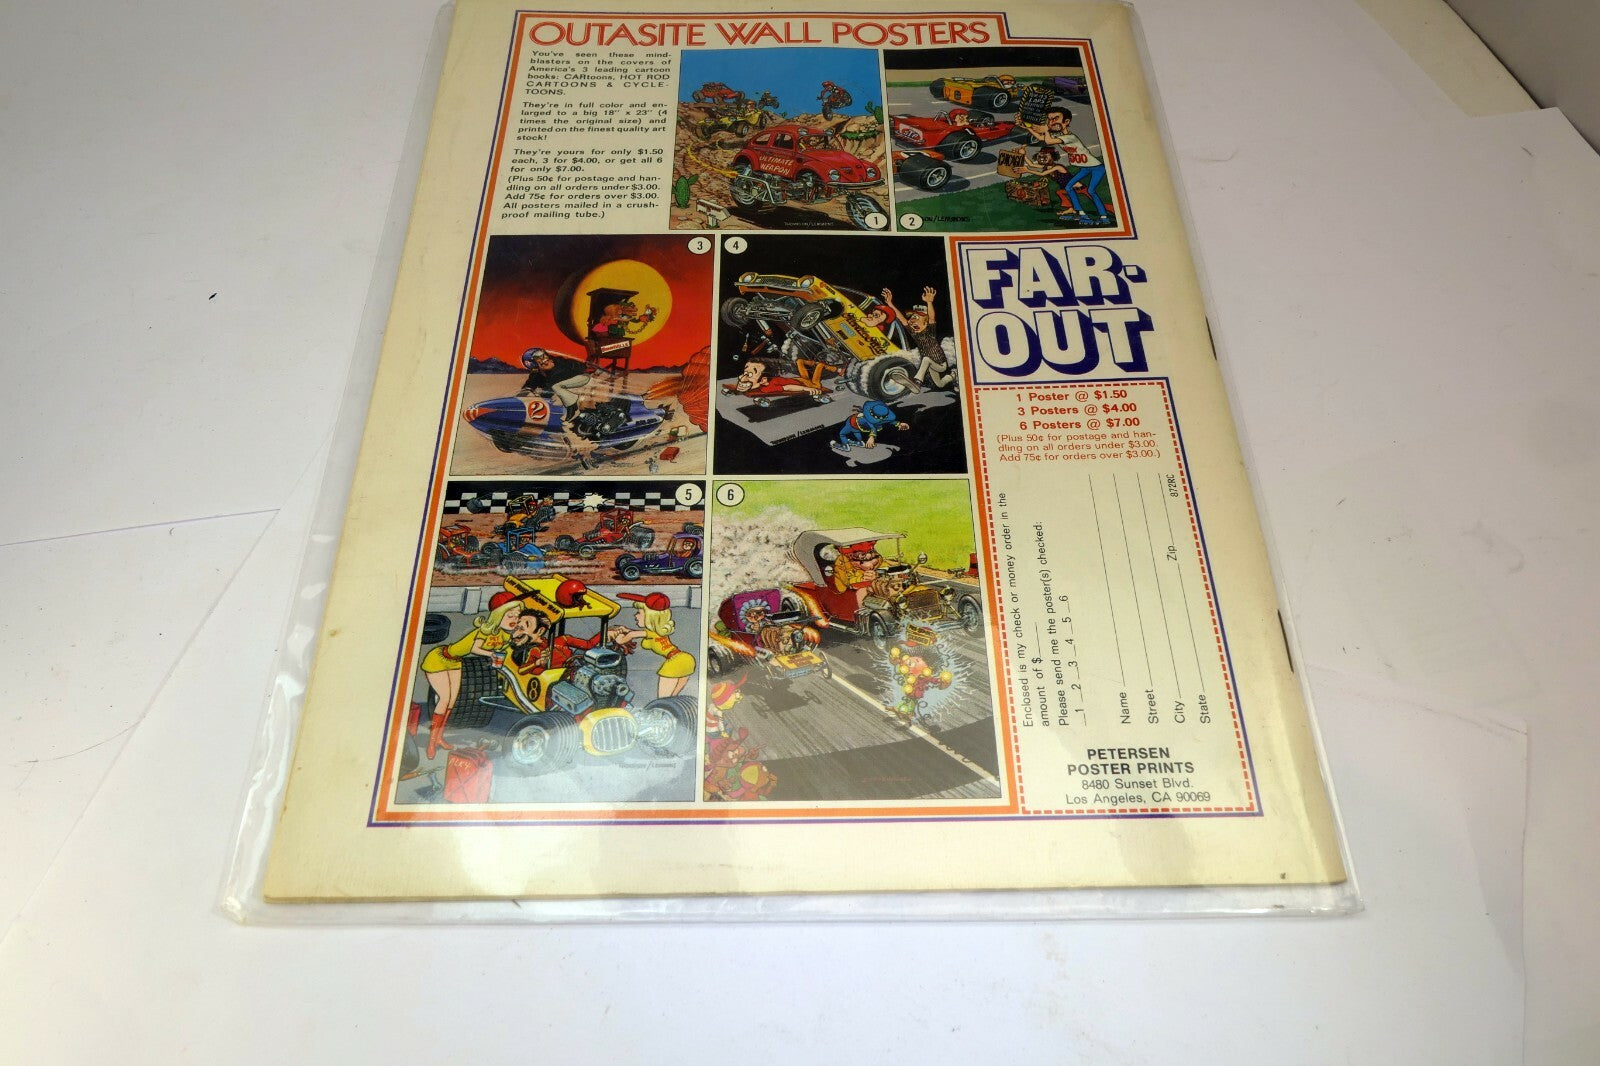 OUTASITE WALL POSTERS
You've seen these mind-
blasters on the covers of
America's 3 leading cartoon
books: CARtoons, HOT ROD
CARTOONS & CYCLE-
TOONS.
They're in full color and en-
larged to a big 18" x 23" (4
times the original size) and
printed on the finest quality art
stock!
They're yours for only $1.50
each, 3 for $4.00, or get all 6
for only $7.00.
(Plus 50¢ for postage and han-
dling on all orders under $3.00.
Add 75¢ for orders over $3.00.
All posters mailed in a crush-
proof mailing tube.)
ULTIMATE
WEAPON
1
CHICAGO
500
2
3
2
4
5
8
6
FAR-
OUT
1 Poster @ $1.50
3 Posters @ $4.00
6 Posters @ $7.00
(Plus 50¢ for postage and han-
dling on all orders under $3.00.
Add 75¢ for orders over $3.00.)
Enclosed is my check or money order in the
amount of $
Please send me the poster(s) checked:
1 2 3 4 5 6
Name
Street
City Zip
State 872RC
PETERSEN
POSTER PRINTS
8480 Sunset Blvd.
Los Angeles, CA 90069